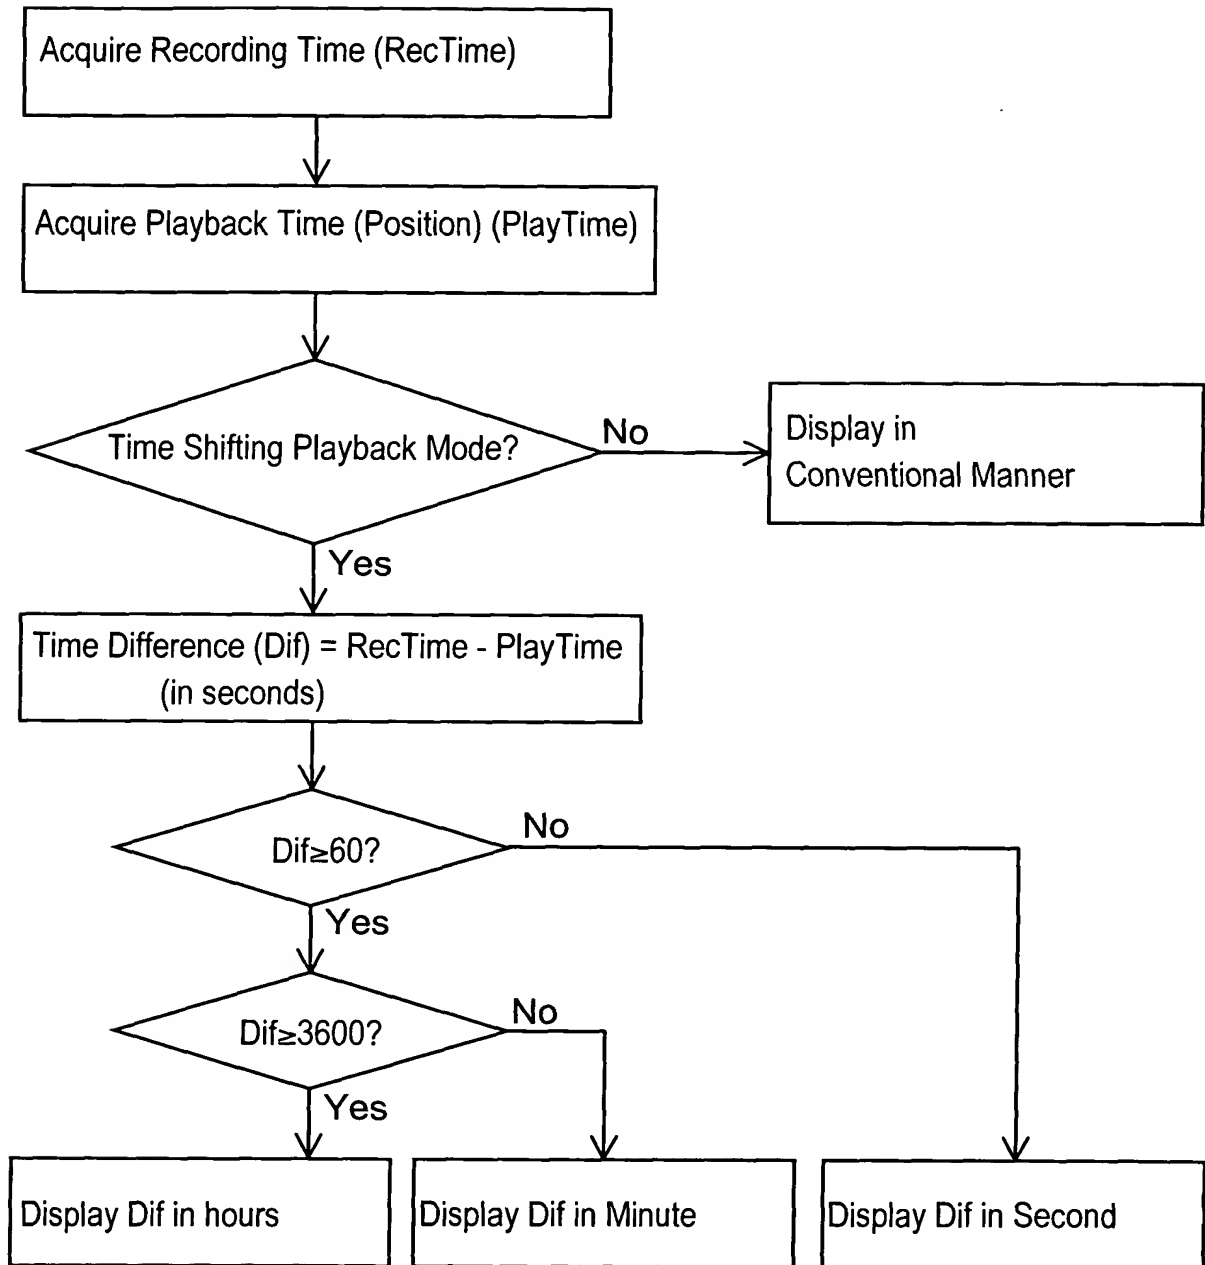 Acquire Recording Time (RecTime)
Acquire Playback Time (Position) (PlayTime)
Time Shifting Playback Mode?
No
Display in
Conventional Manner
Yes
Time Difference (Dif) = RecTime - PlayTime
(in seconds)
Dif≥60?
No
Yes
Dif≥3600?
No
Yes
Display Dif in hours
Display Dif in Minute
Display Dif in Second